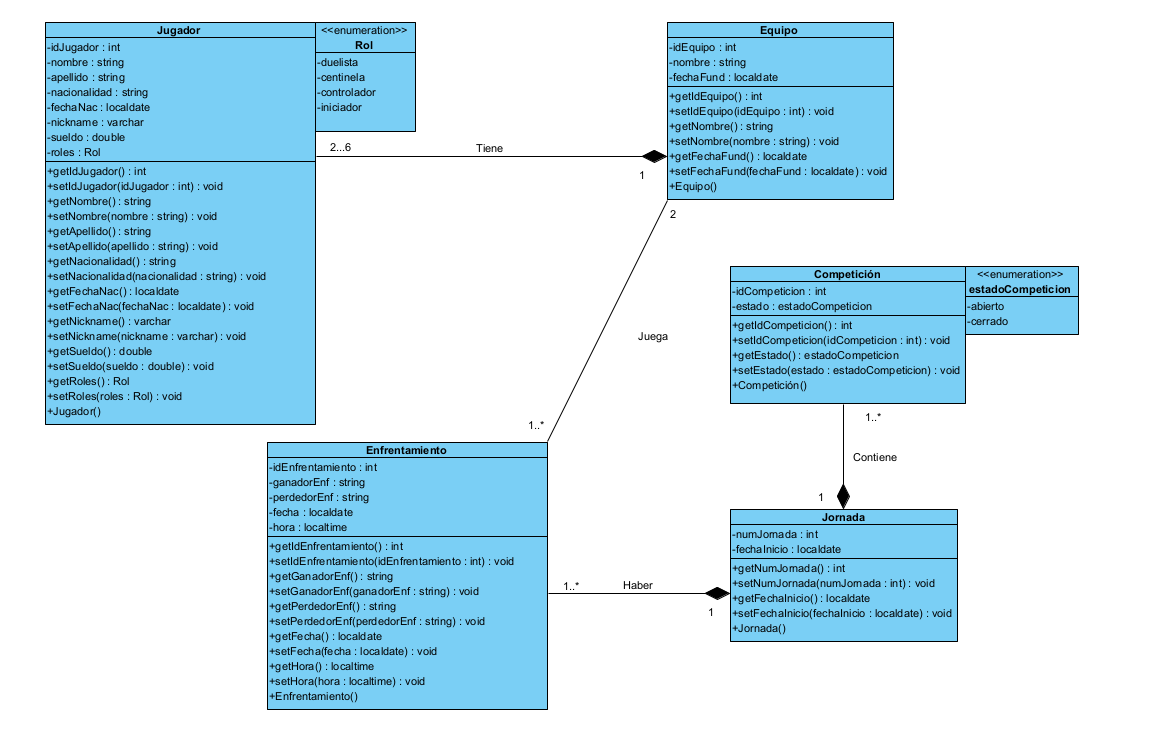 Jugador
-idJugador : int
-nombre : string
-apellido : string
-nacionalidad : string
-fechaNac : localdate
-nickname : varchar
-sueldo : double
-roles : Rol
+getIdJugador() : int
+setIdJugador(idJugador : int) : void
+getNombre() : string
+setNombre(nombre : string) : void
+getApellido() : string
+setApellido(apellido : string) : void
+getNacionalidad() : string
+setNacionalidad(nacionalidad : string) : void
+getFechaNac() : localdate
+setFechaNac(fechaNac : localdate) : void
+getNickname() : varchar
+setNickname(nickname : varchar) : void
+getSueldo() : double
+setSueldo(sueldo : double) : void
+getRoles() : Rol
+setRoles(roles : Rol) : void
+Jugador()
<<enumeration>>
Rol
-duelista
-centinela
-controlador
-iniciador
2...6
Tiene
1
Equipo
-idEquipo : int
-nombre : string
-fechaFund : localdate
+getIdEquipo() : int
+setIdEquipo(idEquipo : int) : void
+getNombre() : string
+setNombre(nombre : string) : void
+getFechaFund() : localdate
+setFechaFund(fechaFund : localdate) : void
+Equipo()
2
Juega
1..*
Competición
-idCompeticion : int
-estado : estadoCompeticion
+getIdCompeticion() : int
+setIdCompeticion(idCompeticion : int) : void
+getEstado() : estadoCompeticion
+setEstado(estado : estadoCompeticion) : void
+Competición()
<<enumeration>>
estadoCompeticion
-abierto
-cerrado
1..*
Contiene
1
Enfrentamiento
-idEnfrentamiento : int
-ganadorEnf : string
-perdedorEnf : string
-fecha : localdate
-hora : localtime
+getIdEnfrentamiento() : int
+setIdEnfrentamiento(idEnfrentamiento : int) : void
+getGanadorEnf() : string
+setGanadorEnf(ganadorEnf : string) : void
+getPerdedorEnf() : string
+setPerdedorEnf(perdedorEnf : string) : void
+getFecha() : localdate
+setFecha(fecha : localdate) : void
+getHora() : localtime
+setHora(hora : localtime) : void
+Enfrentamiento()
1..*
Haber
1
Jornada
-numJornada : int
-fechaInicio : localdate
+getNumJornada() : int
+setNumJornada(numJornada : int) : void
+getFechaInicio() : localdate
+setFechaInicio(fechaInicio : localdate) : void
+Jornada()